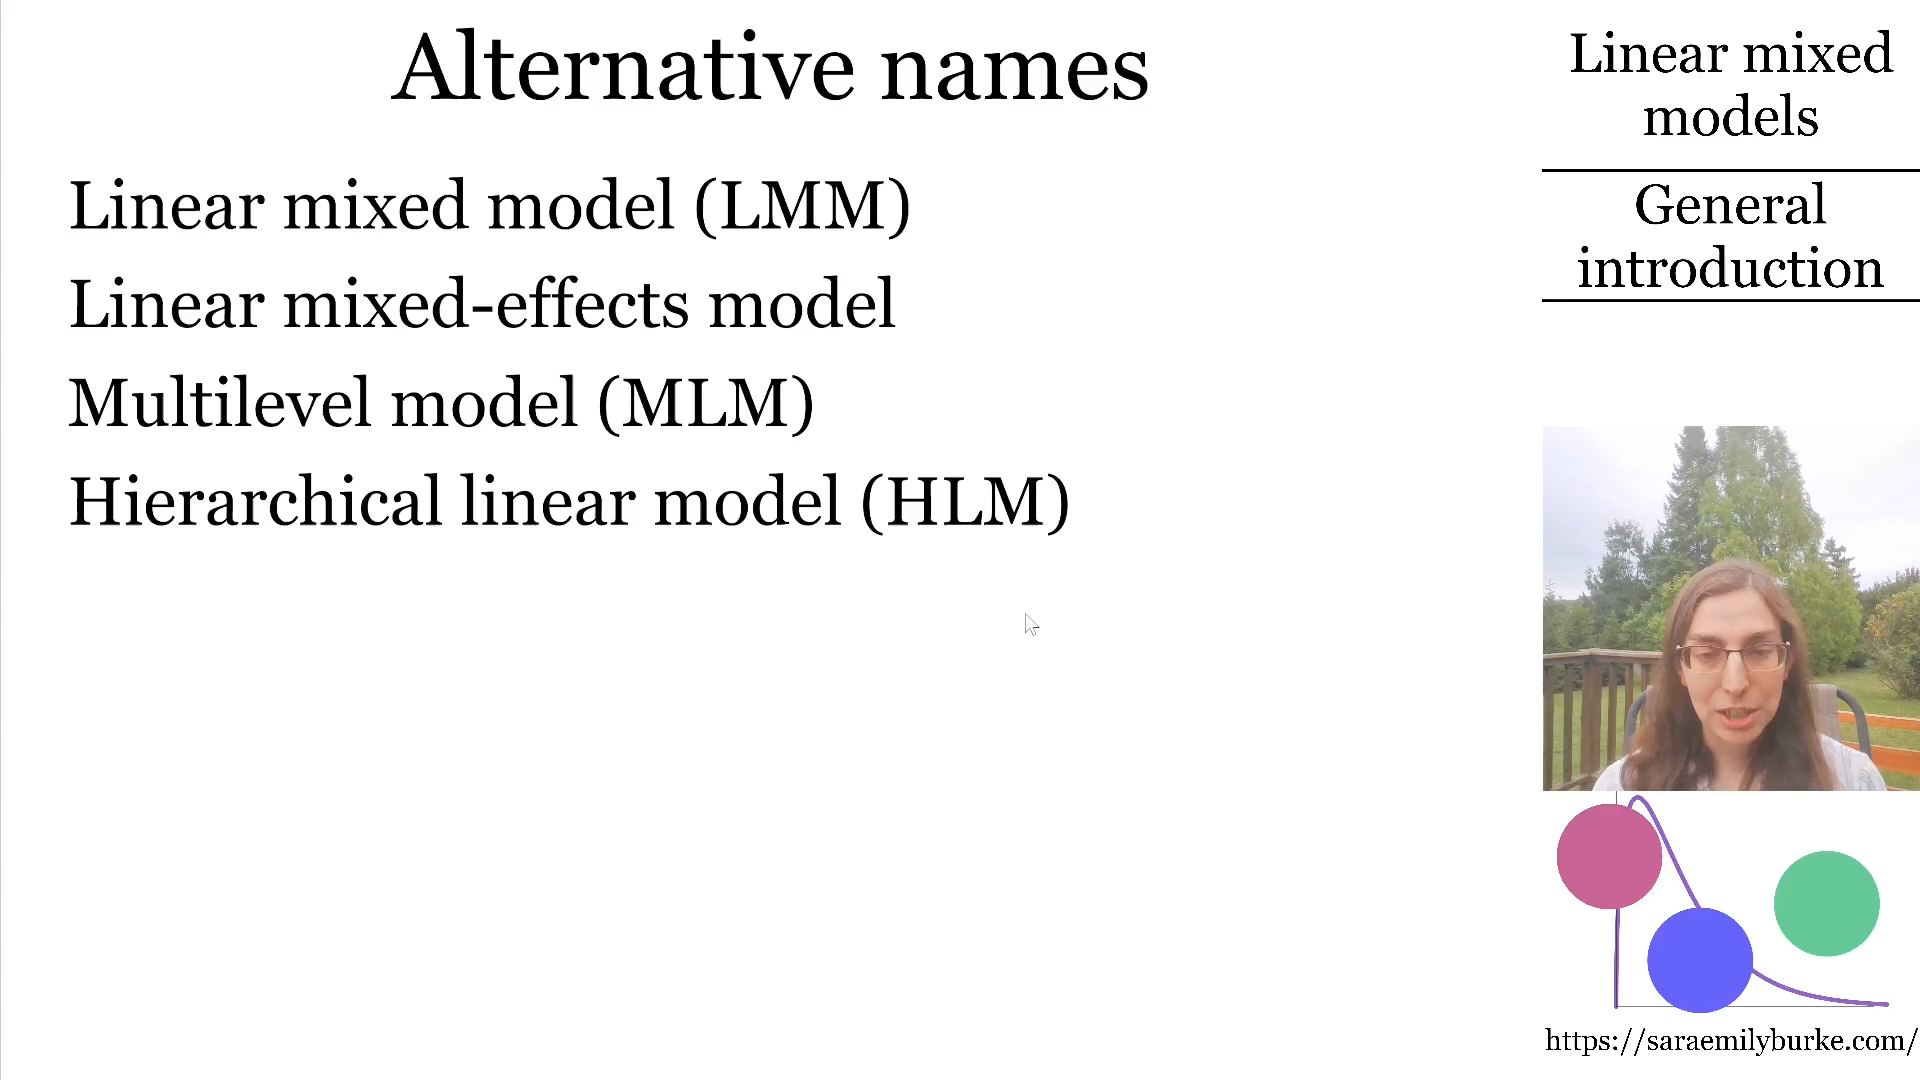 Alternative names
Linear mixed model (LMM)
Linear mixed-effects model
Multilevel model (MLM)
Hierarchical linear model (HLM)
Linear mixed
models
General
introduction
https://saraemilyburke.com/